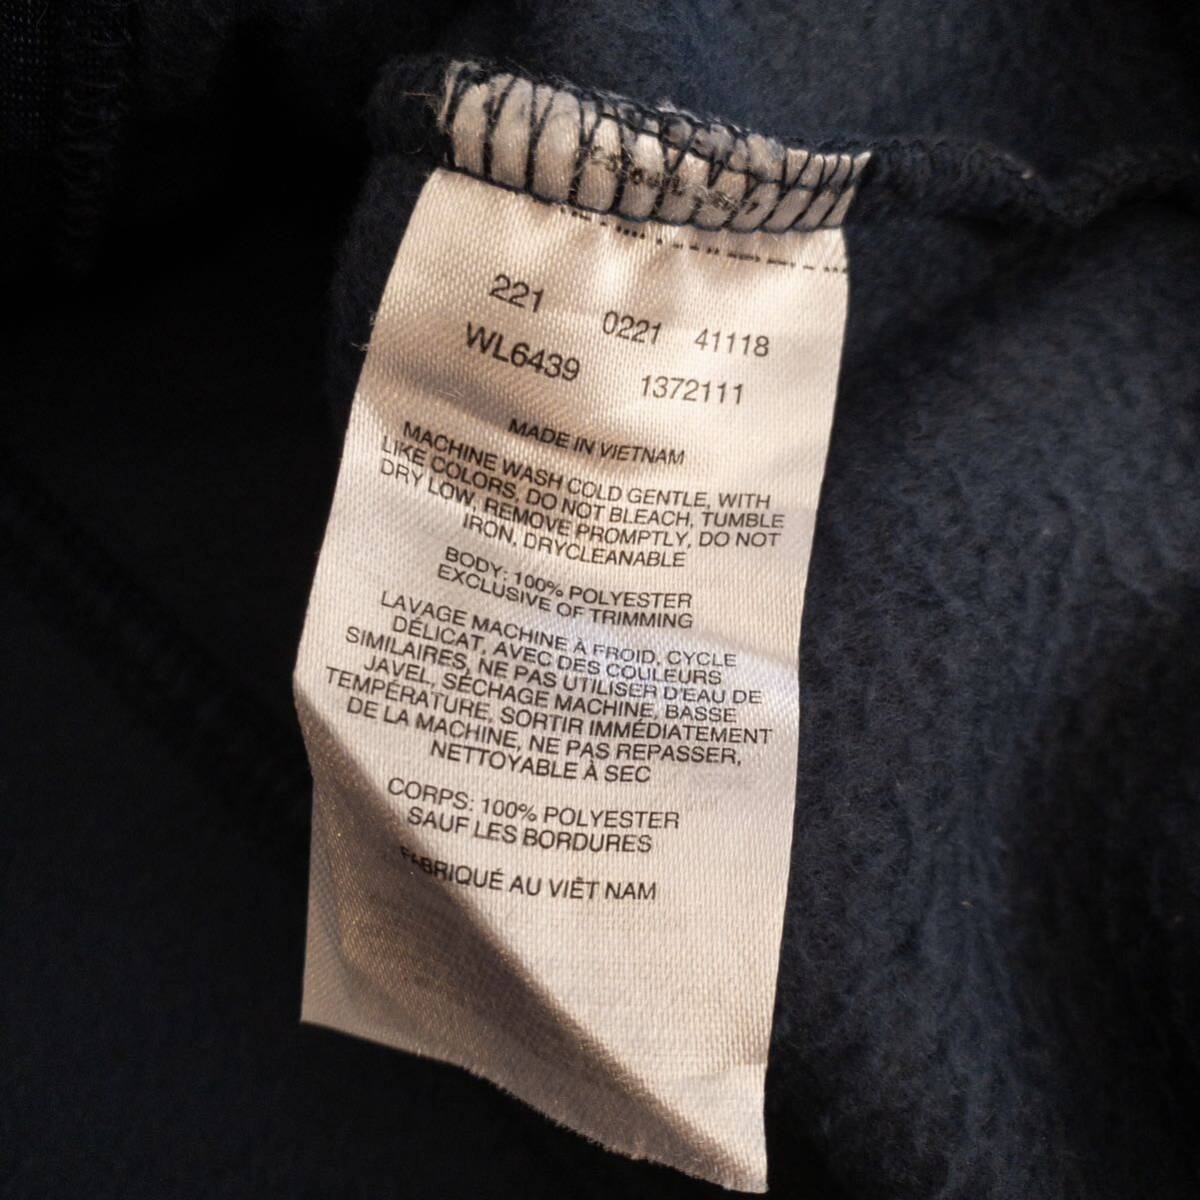 221 0221 41118
WL6439 1372111
MADE IN VIETNAM
MACHINE WASH COLD GENTLE, WITH
LIKE COLORS, DO NOT BLEACH, TUMBLE
DRY LOW, REMOVE PROMPTLY, DO NOT
IRON, DRYCLEANABLE
BODY: 100% POLYESTER
EXCLUSIVE OF TRIMMING
LAVAGE MACHINE À FROID, CYCLE
DÉLICAT, AVEC DES COULEURS
SIMILAIRES, NE PAS UTILISER D'EAU DE
JAVEL, SÉCHAGE MACHINE, BASSE
TEMPÉRATURE, SORTIR IMMÉDIATEMENT
DE LA MACHINE, NE PAS REPASSER,
NETTOYABLE À SEC
CORPS: 100% POLYESTER
SAUF LES BORDURES
FABRIQUÉ AU VIÊT NAM